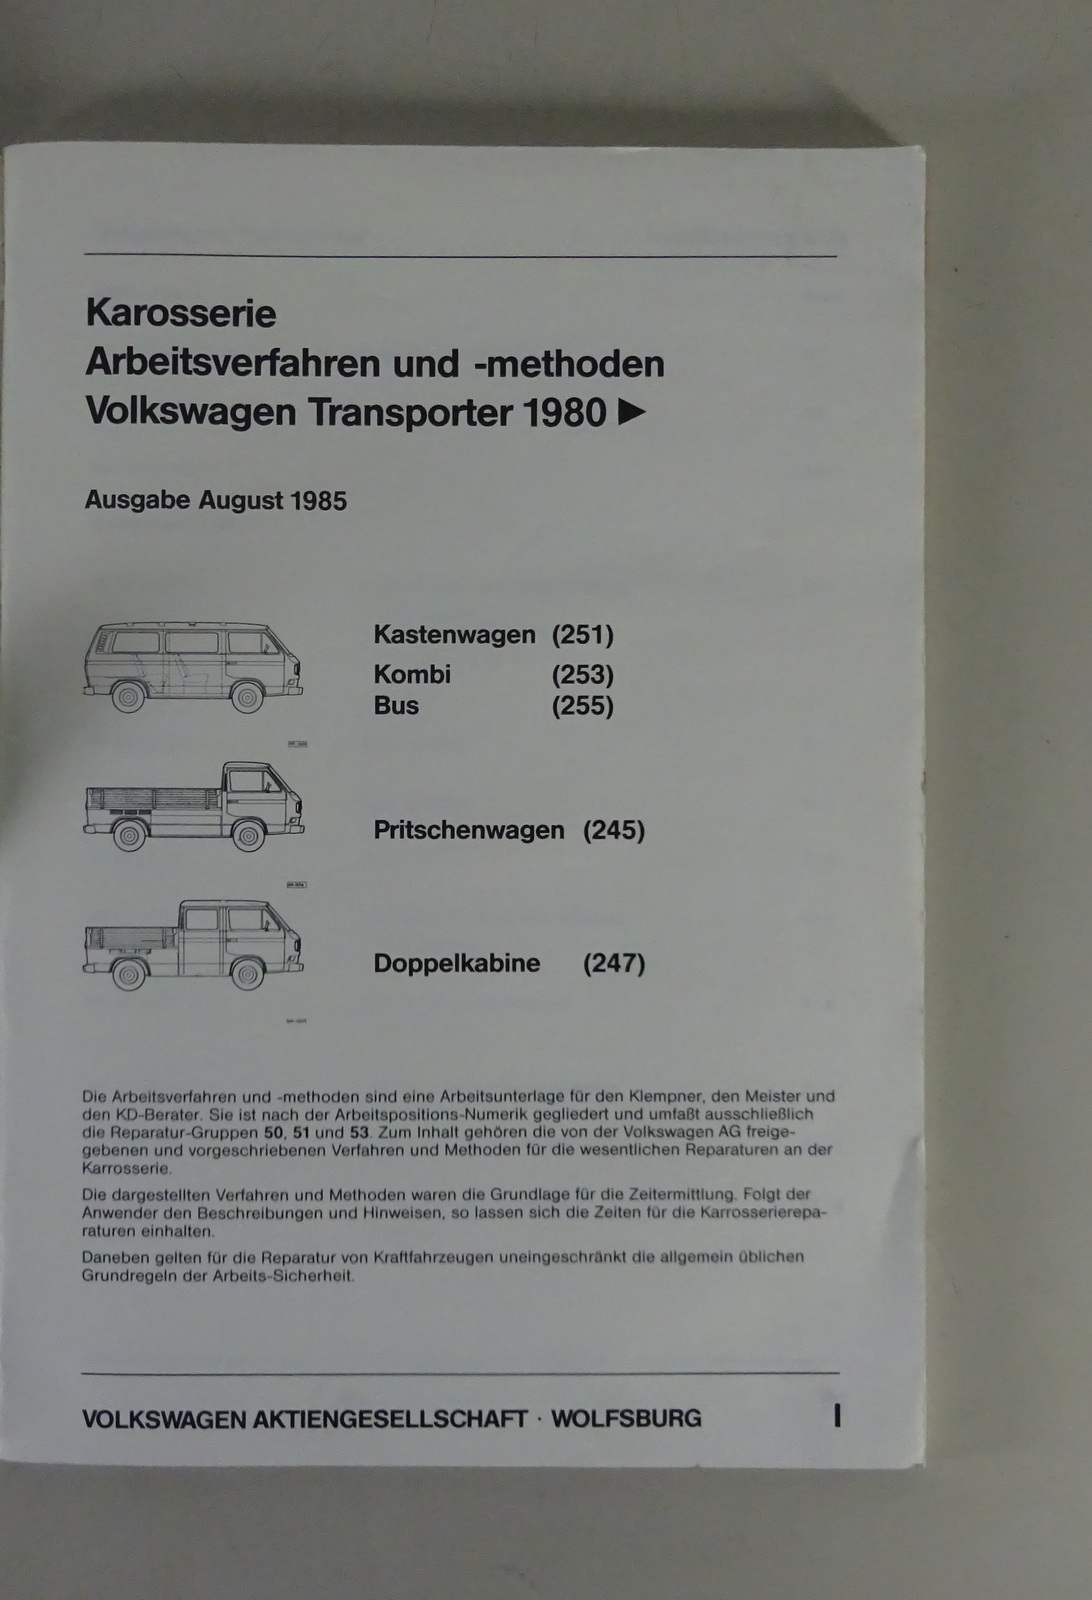 Karosserie
Arbeitsverfahren und -methoden
Volkswagen Transporter 1980 ▶
Ausgabe August 1985
Kastenwagen (251)
Kombi (253)
Bus (255)
Pritschenwagen (245)
Doppelkabine (247)
Die Arbeitsverfahren und -methoden sind eine Arbeitsunterlage für den Klempner, den Meister und
den KD-Berater. Sie ist nach der Arbeitspositions-Numerik gegliedert und umfaßt ausschließlich
die Reparatur-Gruppen 50, 51 und 53. Zum Inhalt gehören die von der Volkswagen AG freige-
gebenen und vorgeschriebenen Verfahren und Methoden für die wesentlichen Reparaturen an der
Karrosserie.
Die dargestellten Verfahren und Methoden waren die Grundlage für die Zeitermittlung. Folgt der
Anwender den Beschreibungen und Hinweisen, so lassen sich die Zeiten für die Karrosserierepa-
raturen einhalten.
Daneben gelten für die Reparatur von Kraftfahrzeugen uneingeschränkt die allgemein üblichen
Grundregeln der Arbeits-Sicherheit.
VOLKSWAGEN AKTIENGESELLSCHAFT · WOLFSBURG I